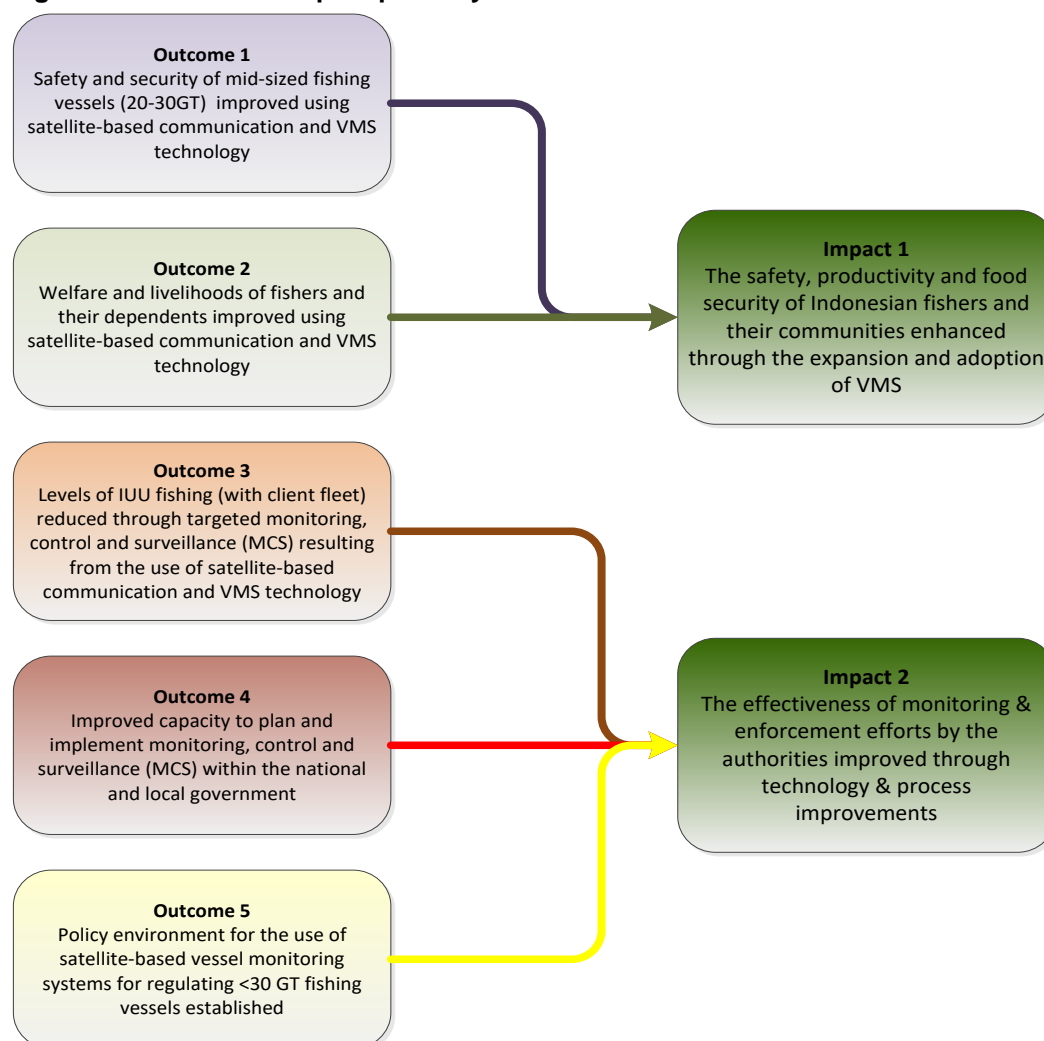 Outcome 1
Safety and security of mid-sized fishing
vessels (20-30GT) improved using
satellite-based communication and VMS
technology
Outcome 2
Welfare and livelihoods of fishers and
their dependents improved using
satellite-based communication and VMS
technology
Impact 1
The safety, productivity and food
security of Indonesian fishers and
their communities enhanced
through the expansion and adoption
of VMS
Outcome 3
Levels of IUU fishing (with client fleet)
reduced through targeted monitoring,
control and surveillance (MCS) resulting
from the use of satellite-based
communication and VMS technology
Outcome 4
Improved capacity to plan and
implement monitoring, control and
surveillance (MCS) within the national
and local government
Impact 2
The effectiveness of monitoring &
enforcement efforts by the
authorities improved through
technology & process
improvements
Outcome 5
Policy environment for the use of
satellite-based vessel monitoring
systems for regulating <30 GT fishing
vessels established